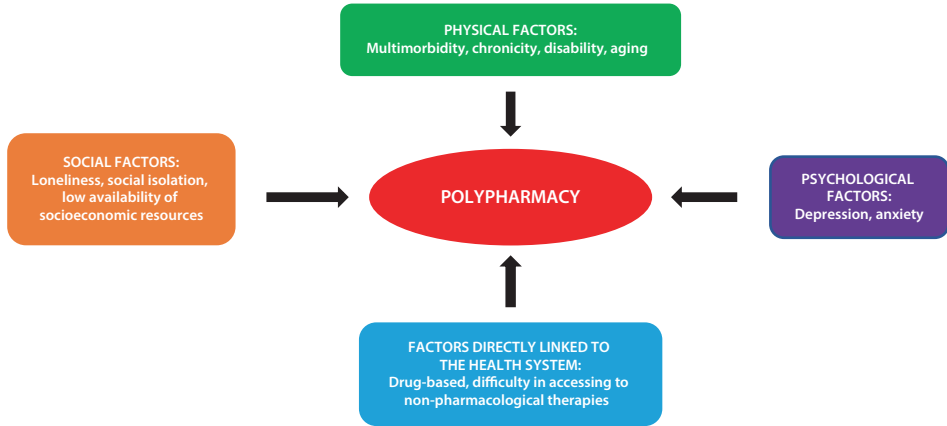 PHYSICAL FACTORS:
Multimorbidity, chronicity, disability, aging
SOCIAL FACTORS:
Loneliness, social isolation,
low availability of
socioeconomic resources
POLYPHARMACY
PSYCHOLOGICAL
FACTORS:
Depression, anxiety
FACTORS DIRECTLY LINKED TO
THE HEALTH SYSTEM:
Drug-based, difficulty in accessing to
non-pharmacological therapies